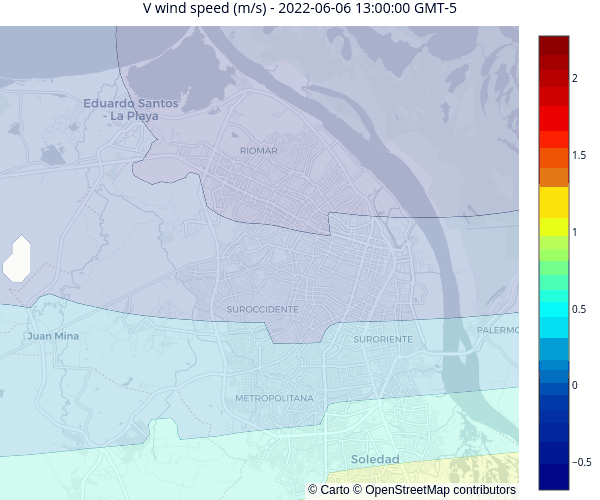 V wind speed (m/s) - 2022-06-06 13:00:00 GMT-5
Eduardo Santos
- La Playa
RIOMAR
SUROCCIDENTE
Juan Mina
SURORIENTE
PALERMO
METROPOLITANA
Soledad
© Carto © OpenStreetMap contributors
2
1.5
1
0.5
0
−0.5